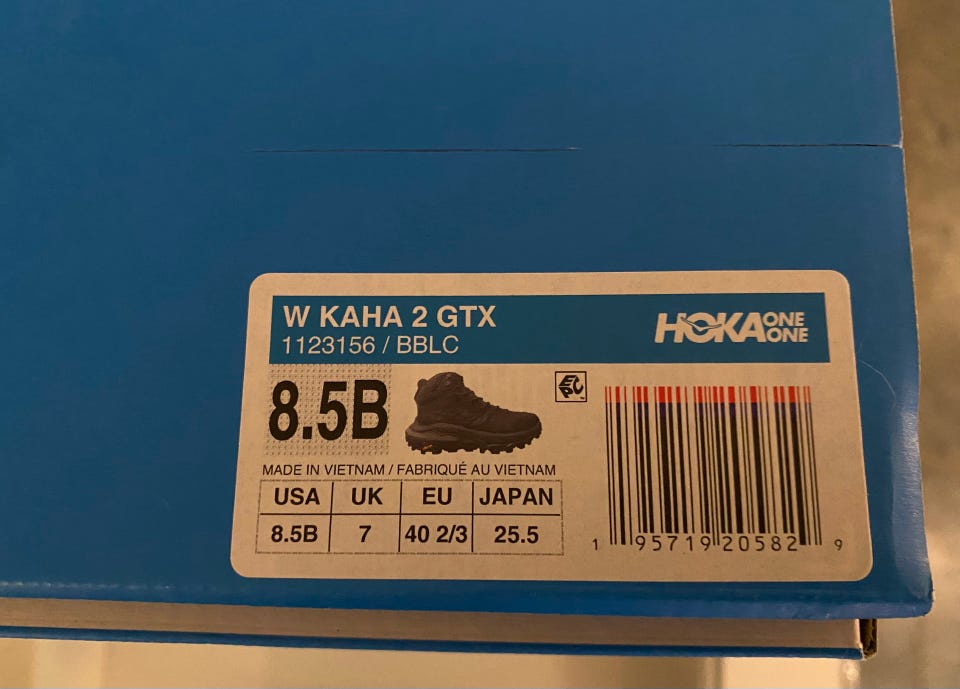 W KAHA 2 GTX
1123156 / BBLC
HOKA ONE ONE
8.5B
EPC
MADE IN VIETNAM / FABRIQUÉ AU VIETNAM
USA UK EU JAPAN
8.5B 7 40 2/3 25.5
1 95719 20582 9